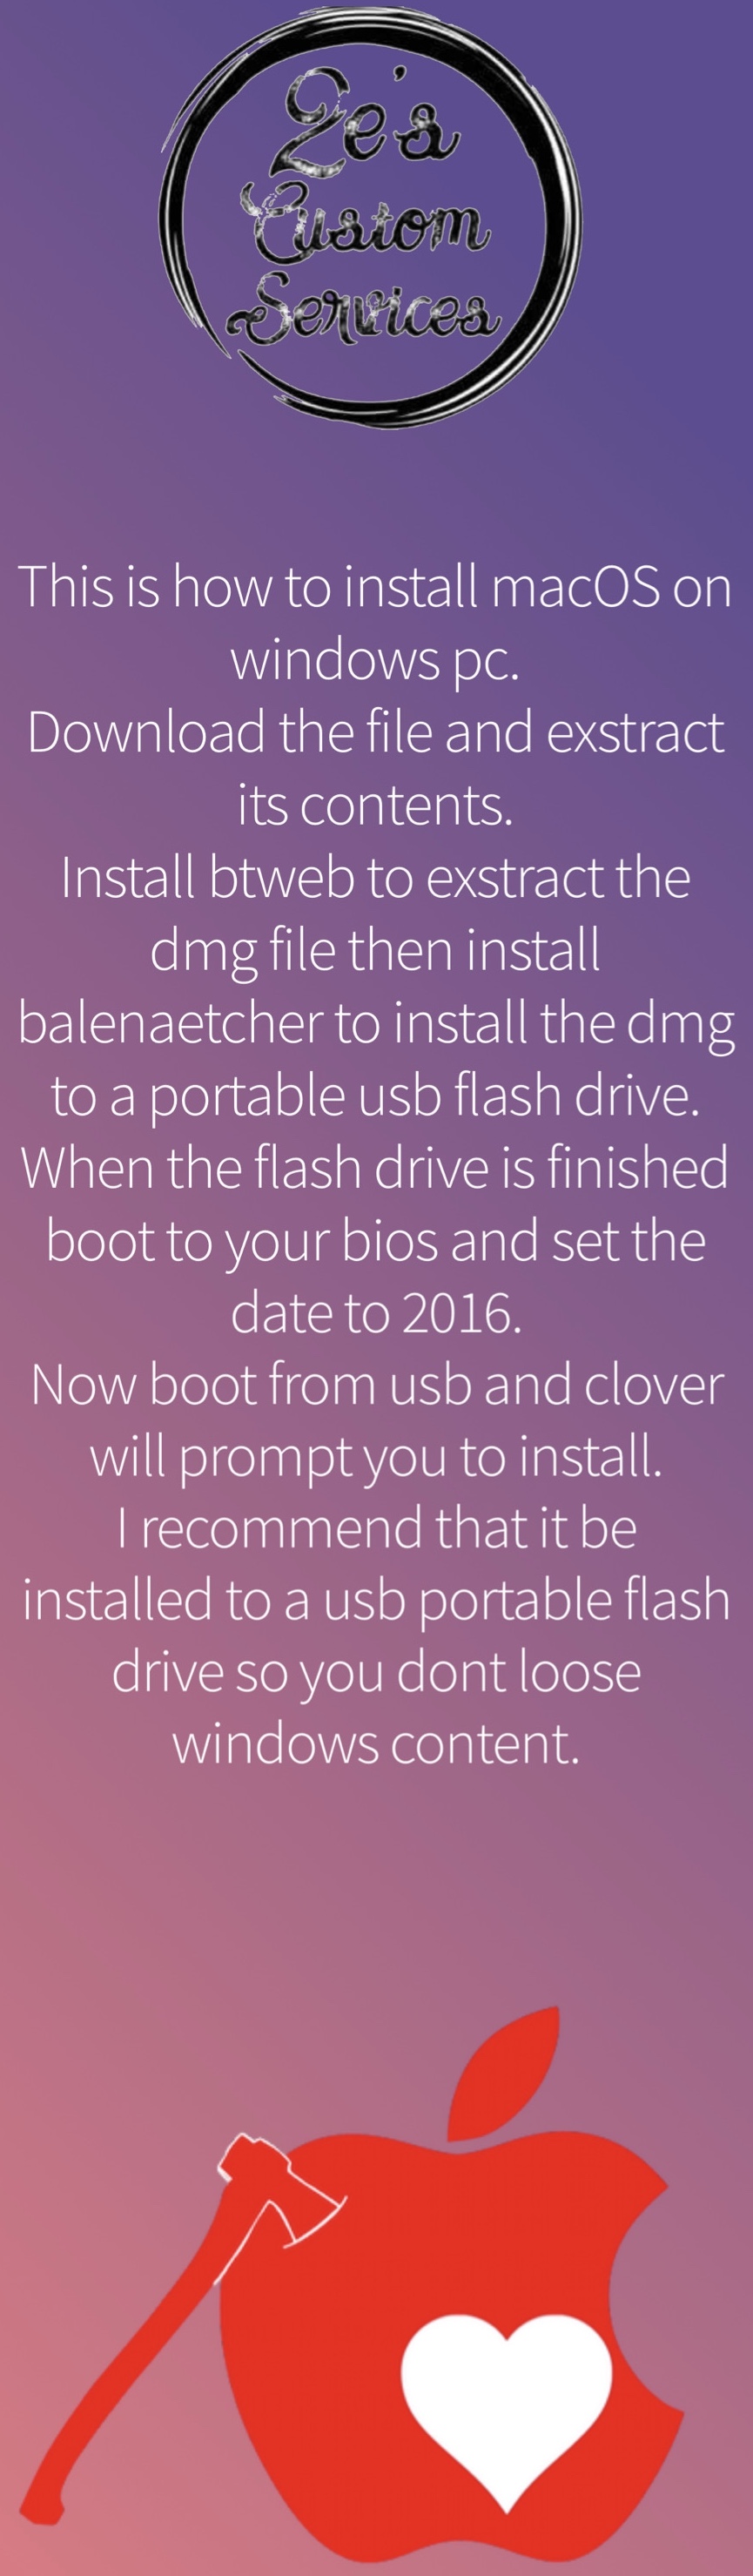 2e's
Custom
Services
This is how to install macOS on
windows pc.
Download the file and exstract
its contents.
Install btweb to exstract the
dmg file then install
balenaetcher to install the dmg
to a portable usb flash drive.
When the flash drive is finished
boot to your bios and set the
date to 2016.
Now boot from usb and clover
will prompt you to install.
I recommend that it be
installed to a usb portable flash
drive so you dont loose
windows content.